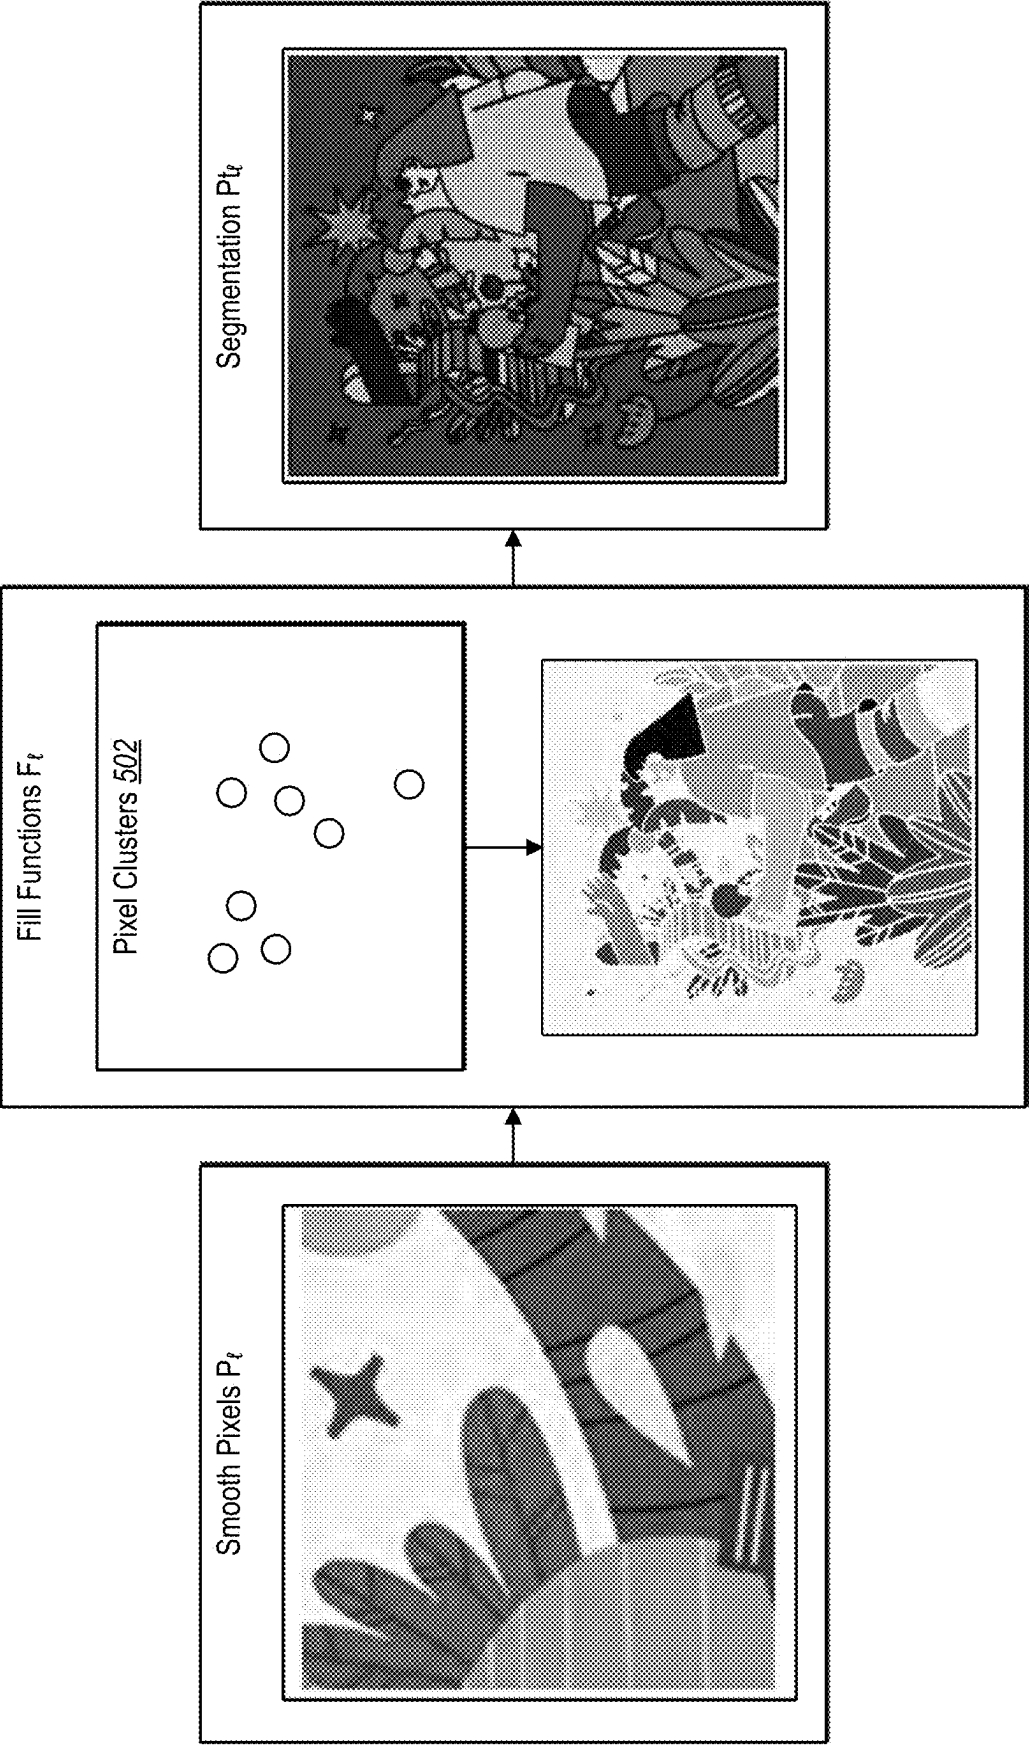 Smooth Pixels Pℓ
Fill Functions Fℓ
Pixel Clusters 502
Segmentation Ptℓ